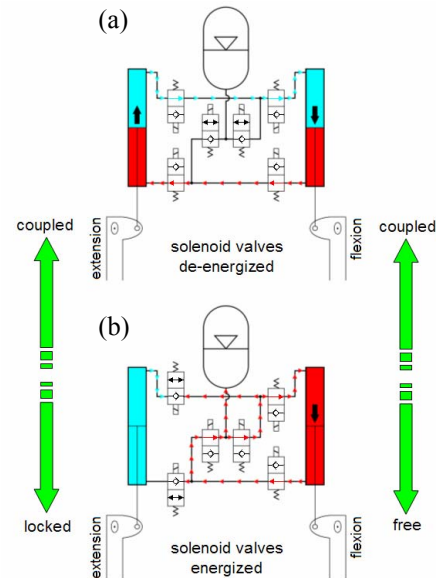 (a)
coupled
coupled
extension
solenoid valves
de-energized
flexion
(b)
locked
free
extension
solenoid valves
energized
flexion